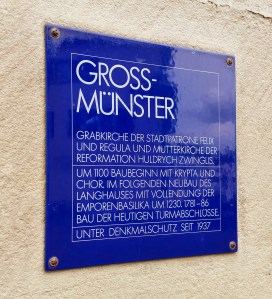 GROSS-
MÜNSTER
GRABKIRCHE DER STADTPATRONE FELIX
UND REGULA UND MUTTERKIRCHE DER
REFORMATION HULDRYCH ZWINGLIS.
UM 1100 BAUBEGINN MIT KRYPTA UND
CHOR. IM FOLGENDEN NEUBAU DES
LANGHAUSES MIT VOLLENDUNG DER
EMPORENBASILIKA UM 1230. 1781–86
BAU DER HEUTIGEN TURMABSCHLÜSSE.
UNTER DENKMALSCHUTZ SEIT 1937